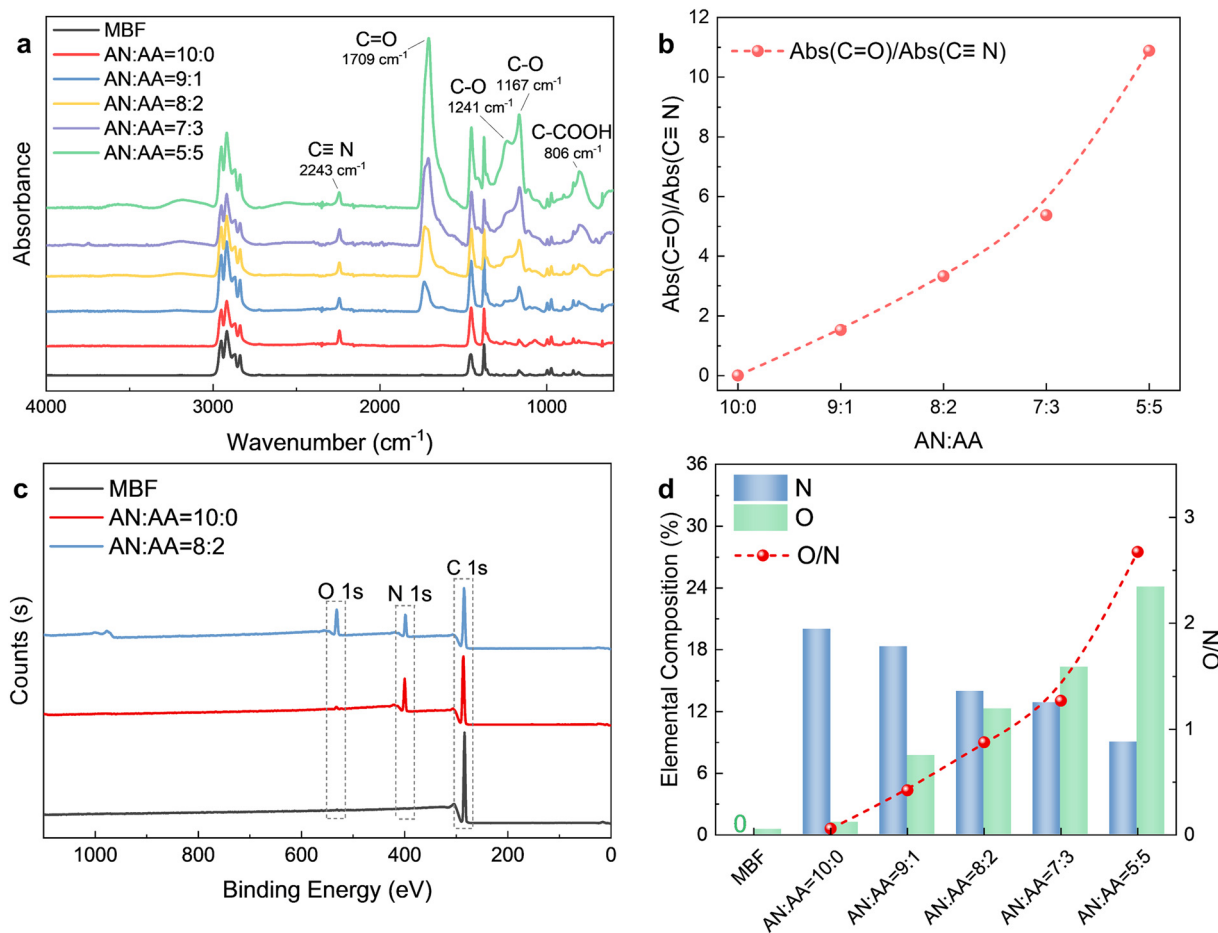 a
MBF
AN:AA=10:0
AN:AA=9:1
AN:AA=8:2
AN:AA=7:3
AN:AA=5:5
C≡ N
2243 cm⁻¹
C=O
1709 cm⁻¹
C-O
1241 cm⁻¹
C-O
1167 cm⁻¹
C-COOH
806 cm⁻¹
Absorbance
4000
3000
2000
1000
Wavenumber (cm⁻¹)
b
Abs(C=O)/Abs(C≡ N)
Abs(C=O)/Abs(C≡ N)
12
10
8
6
4
2
0
10:0
9:1
8:2
7:3
5:5
AN:AA
c
MBF
AN:AA=10:0
AN:AA=8:2
O 1s
N 1s
C 1s
Counts (s)
1000
800
600
400
200
0
Binding Energy (eV)
d
N
O
O/N
Elemental Composition (%)
36
30
24
18
12
6
0
0
3
2
1
0
O/N
MBF
AN:AA=10:0
AN:AA=9:1
AN:AA=8:2
AN:AA=7:3
AN:AA=5:5